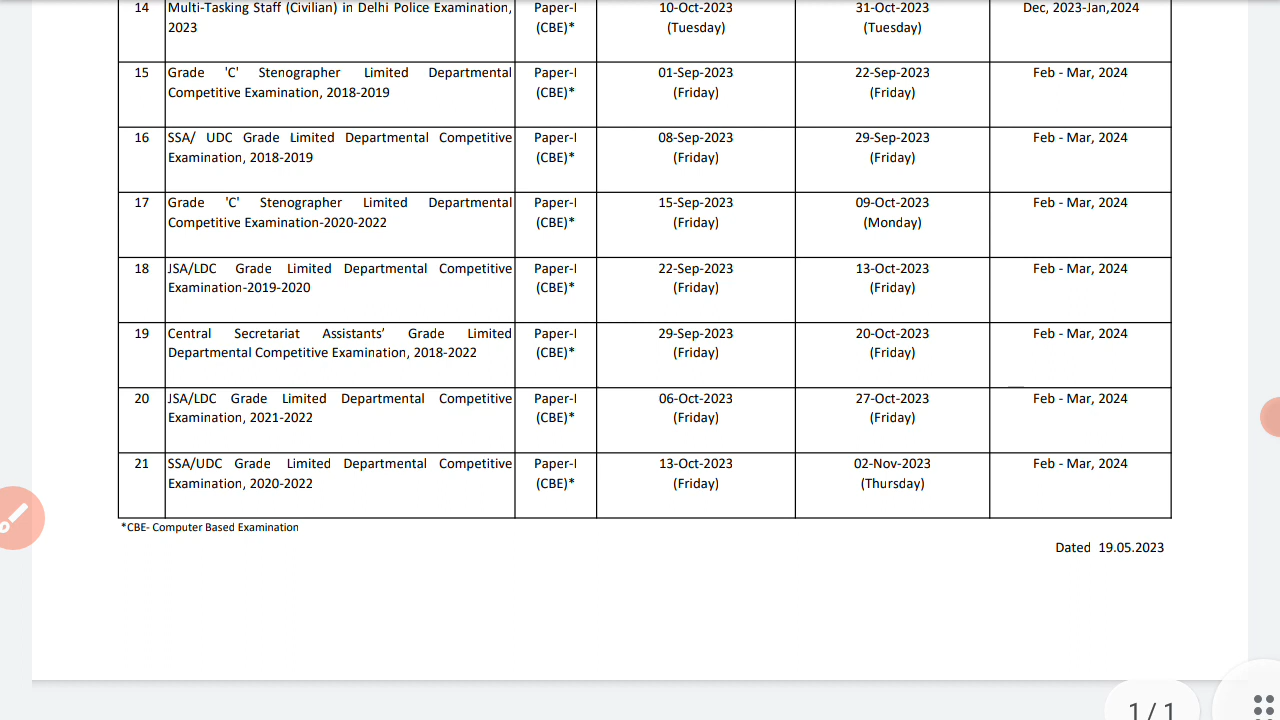 14 Multi-Tasking Staff (Civilian) in Delhi Police Examination, Paper-I 10-Oct-2023 31-Oct-2023 Dec, 2023-Jan,2024
2023 (CBE)* (Tuesday) (Tuesday)
15 Grade 'C' Stenographer Limited Departmental Paper-I 01-Sep-2023 22-Sep-2023 Feb - Mar, 2024
Competitive Examination, 2018-2019 (CBE)* (Friday) (Friday)
16 SSA/ UDC Grade Limited Departmental Competitive Paper-I 08-Sep-2023 29-Sep-2023 Feb - Mar, 2024
Examination, 2018-2019 (CBE)* (Friday) (Friday)
17 Grade 'C' Stenographer Limited Departmental Paper-I 15-Sep-2023 09-Oct-2023 Feb - Mar, 2024
Competitive Examination-2020-2022 (CBE)* (Friday) (Monday)
18 JSA/LDC Grade Limited Departmental Competitive Paper-I 22-Sep-2023 13-Oct-2023 Feb - Mar, 2024
Examination-2019-2020 (CBE)* (Friday) (Friday)
19 Central Secretariat Assistants’ Grade Limited Paper-I 29-Sep-2023 20-Oct-2023 Feb - Mar, 2024
Departmental Competitive Examination, 2018-2022 (CBE)* (Friday) (Friday)
20 JSA/LDC Grade Limited Departmental Competitive Paper-I 06-Oct-2023 27-Oct-2023 Feb - Mar, 2024
Examination, 2021-2022 (CBE)* (Friday) (Friday)
21 SSA/UDC Grade Limited Departmental Competitive Paper-I 13-Oct-2023 02-Nov-2023 Feb - Mar, 2024
Examination, 2020-2022 (CBE)* (Friday) (Thursday)
*CBE- Computer Based Examination
Dated 19.05.2023
1 / 1